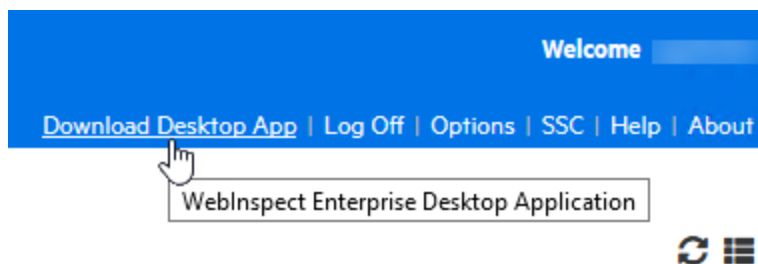 Welcome
Download Desktop App | Log Off | Options | SSC | Help | About
WebInspect Enterprise Desktop Application